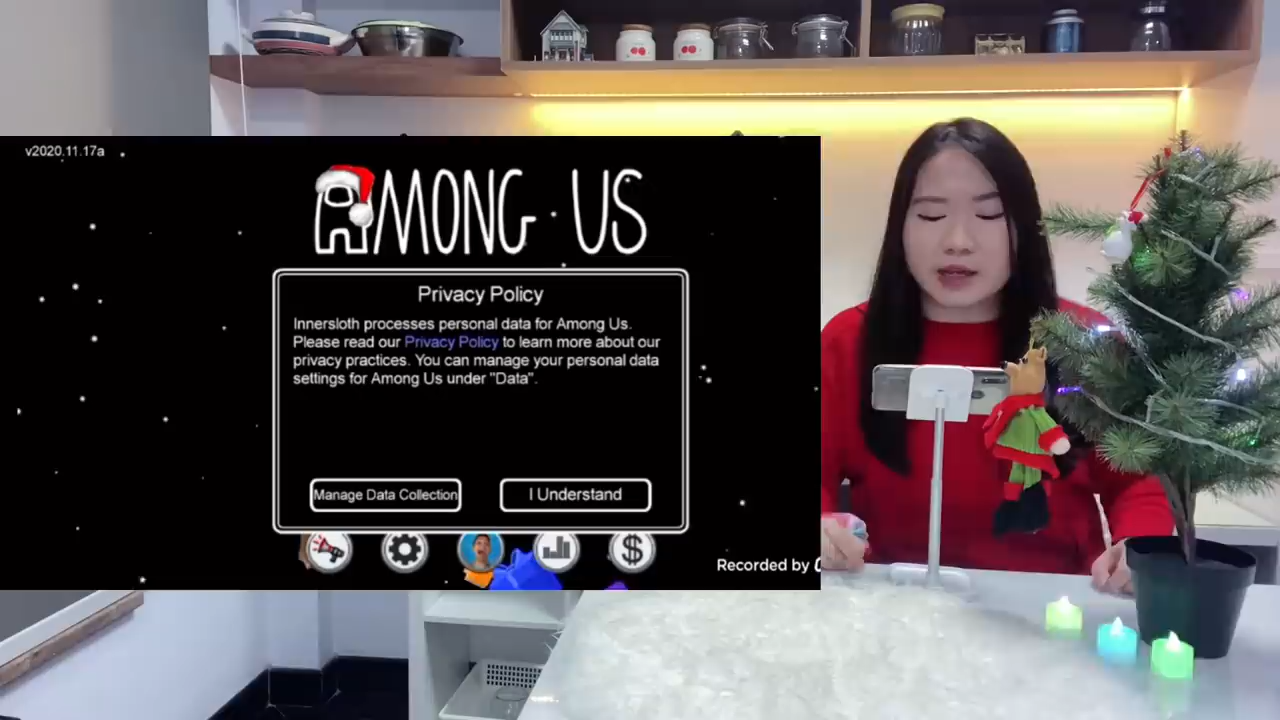 v2020.11.17a
AMONG US
Privacy Policy
Innersloth processes personal data for Among Us.
Please read our Privacy Policy to learn more about our
privacy practices. You can manage your personal data
settings for Among Us under "Data".
Manage Data Collection
I Understand
Recorded by